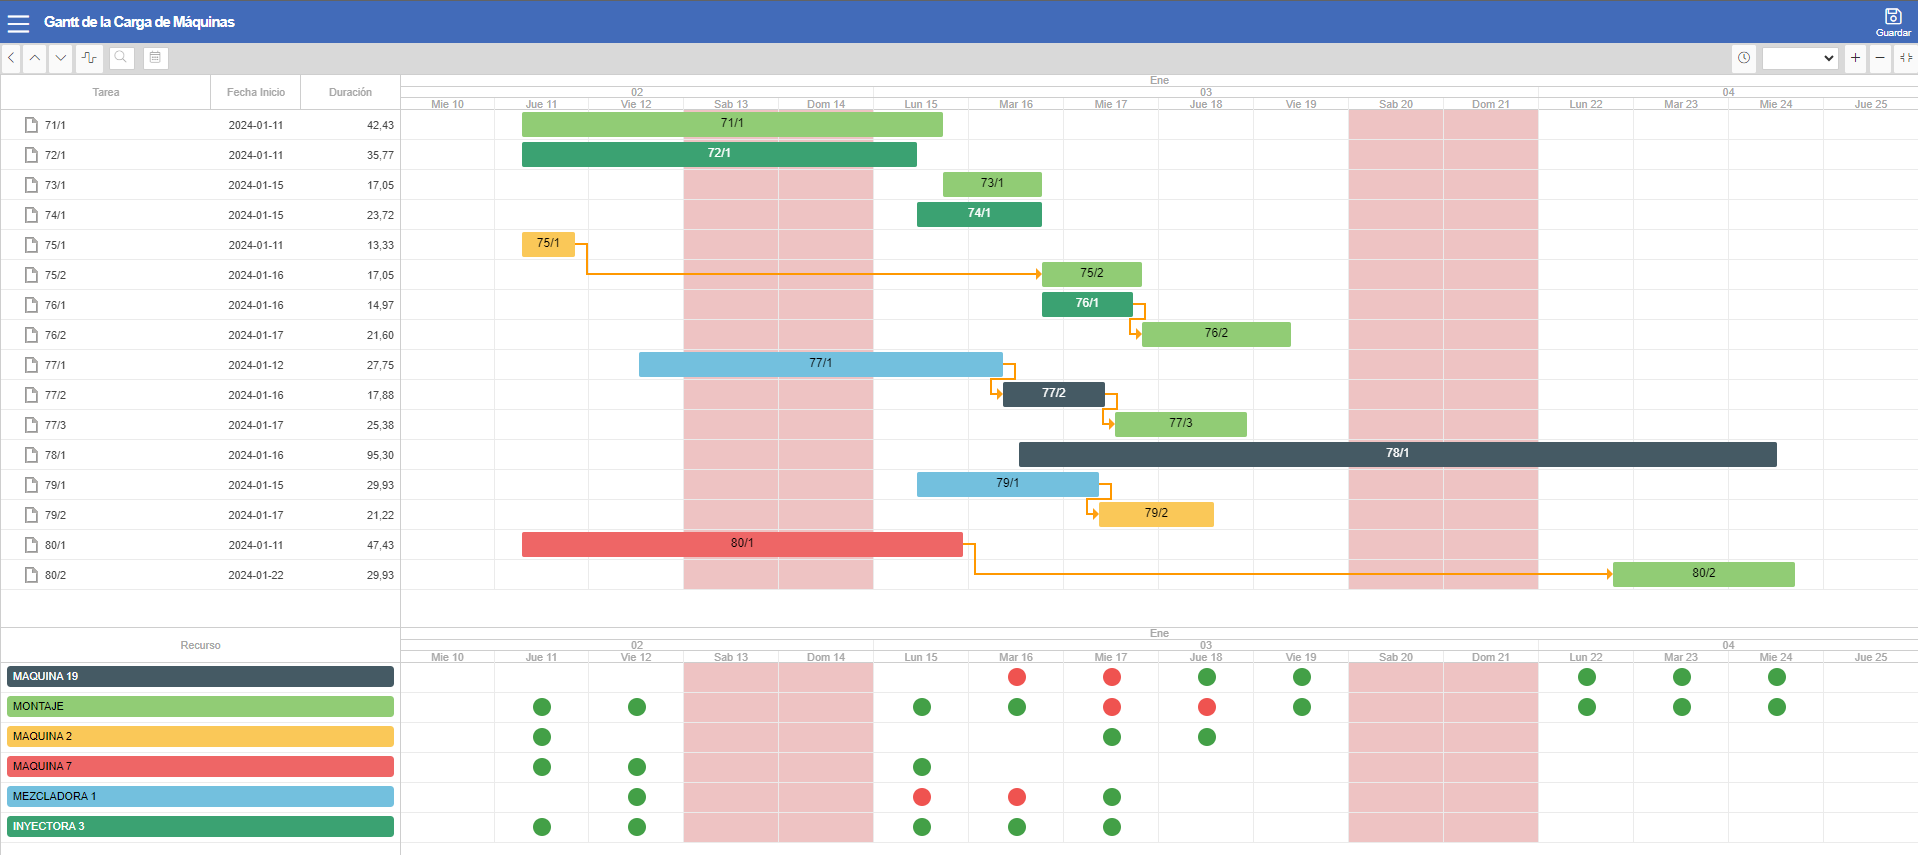 Gantt de la Carga de Máquinas
Guardar
Tarea Fecha Inicio Duración
Ene
02 03 04
Mie 10 Jue 11 Vie 12 Sab 13 Dom 14 Lun 15 Mar 16 Mie 17 Jue 18 Vie 19 Sab 20 Dom 21 Lun 22 Mar 23 Mie 24 Jue 25
71/1 2024-01-11 42,43 71/1
72/1 2024-01-11 35,77 72/1
73/1 2024-01-15 17,05 73/1
74/1 2024-01-15 23,72 74/1
75/1 2024-01-11 13,33 75/1
75/2 2024-01-16 17,05 75/2
76/1 2024-01-16 14,97 76/1
76/2 2024-01-17 21,60 76/2
77/1 2024-01-12 27,75 77/1
77/2 2024-01-16 17,88 77/2
77/3 2024-01-17 25,38 77/3
78/1 2024-01-16 95,30 78/1
79/1 2024-01-15 29,93 79/1
79/2 2024-01-17 21,22 79/2
80/1 2024-01-11 47,43 80/1
80/2 2024-01-22 29,93 80/2
Recurso
Ene
02 03 04
Mie 10 Jue 11 Vie 12 Sab 13 Dom 14 Lun 15 Mar 16 Mie 17 Jue 18 Vie 19 Sab 20 Dom 21 Lun 22 Mar 23 Mie 24 Jue 25
MAQUINA 19
MONTAJE
MAQUINA 2
MAQUINA 7
MEZCLADORA 1
INYECTORA 3